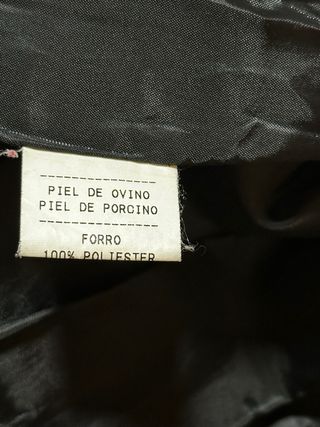 --------------------
PIEL DE OVINO
PIEL DE PORCINO
--------------------
FORRO
100% POLIESTER